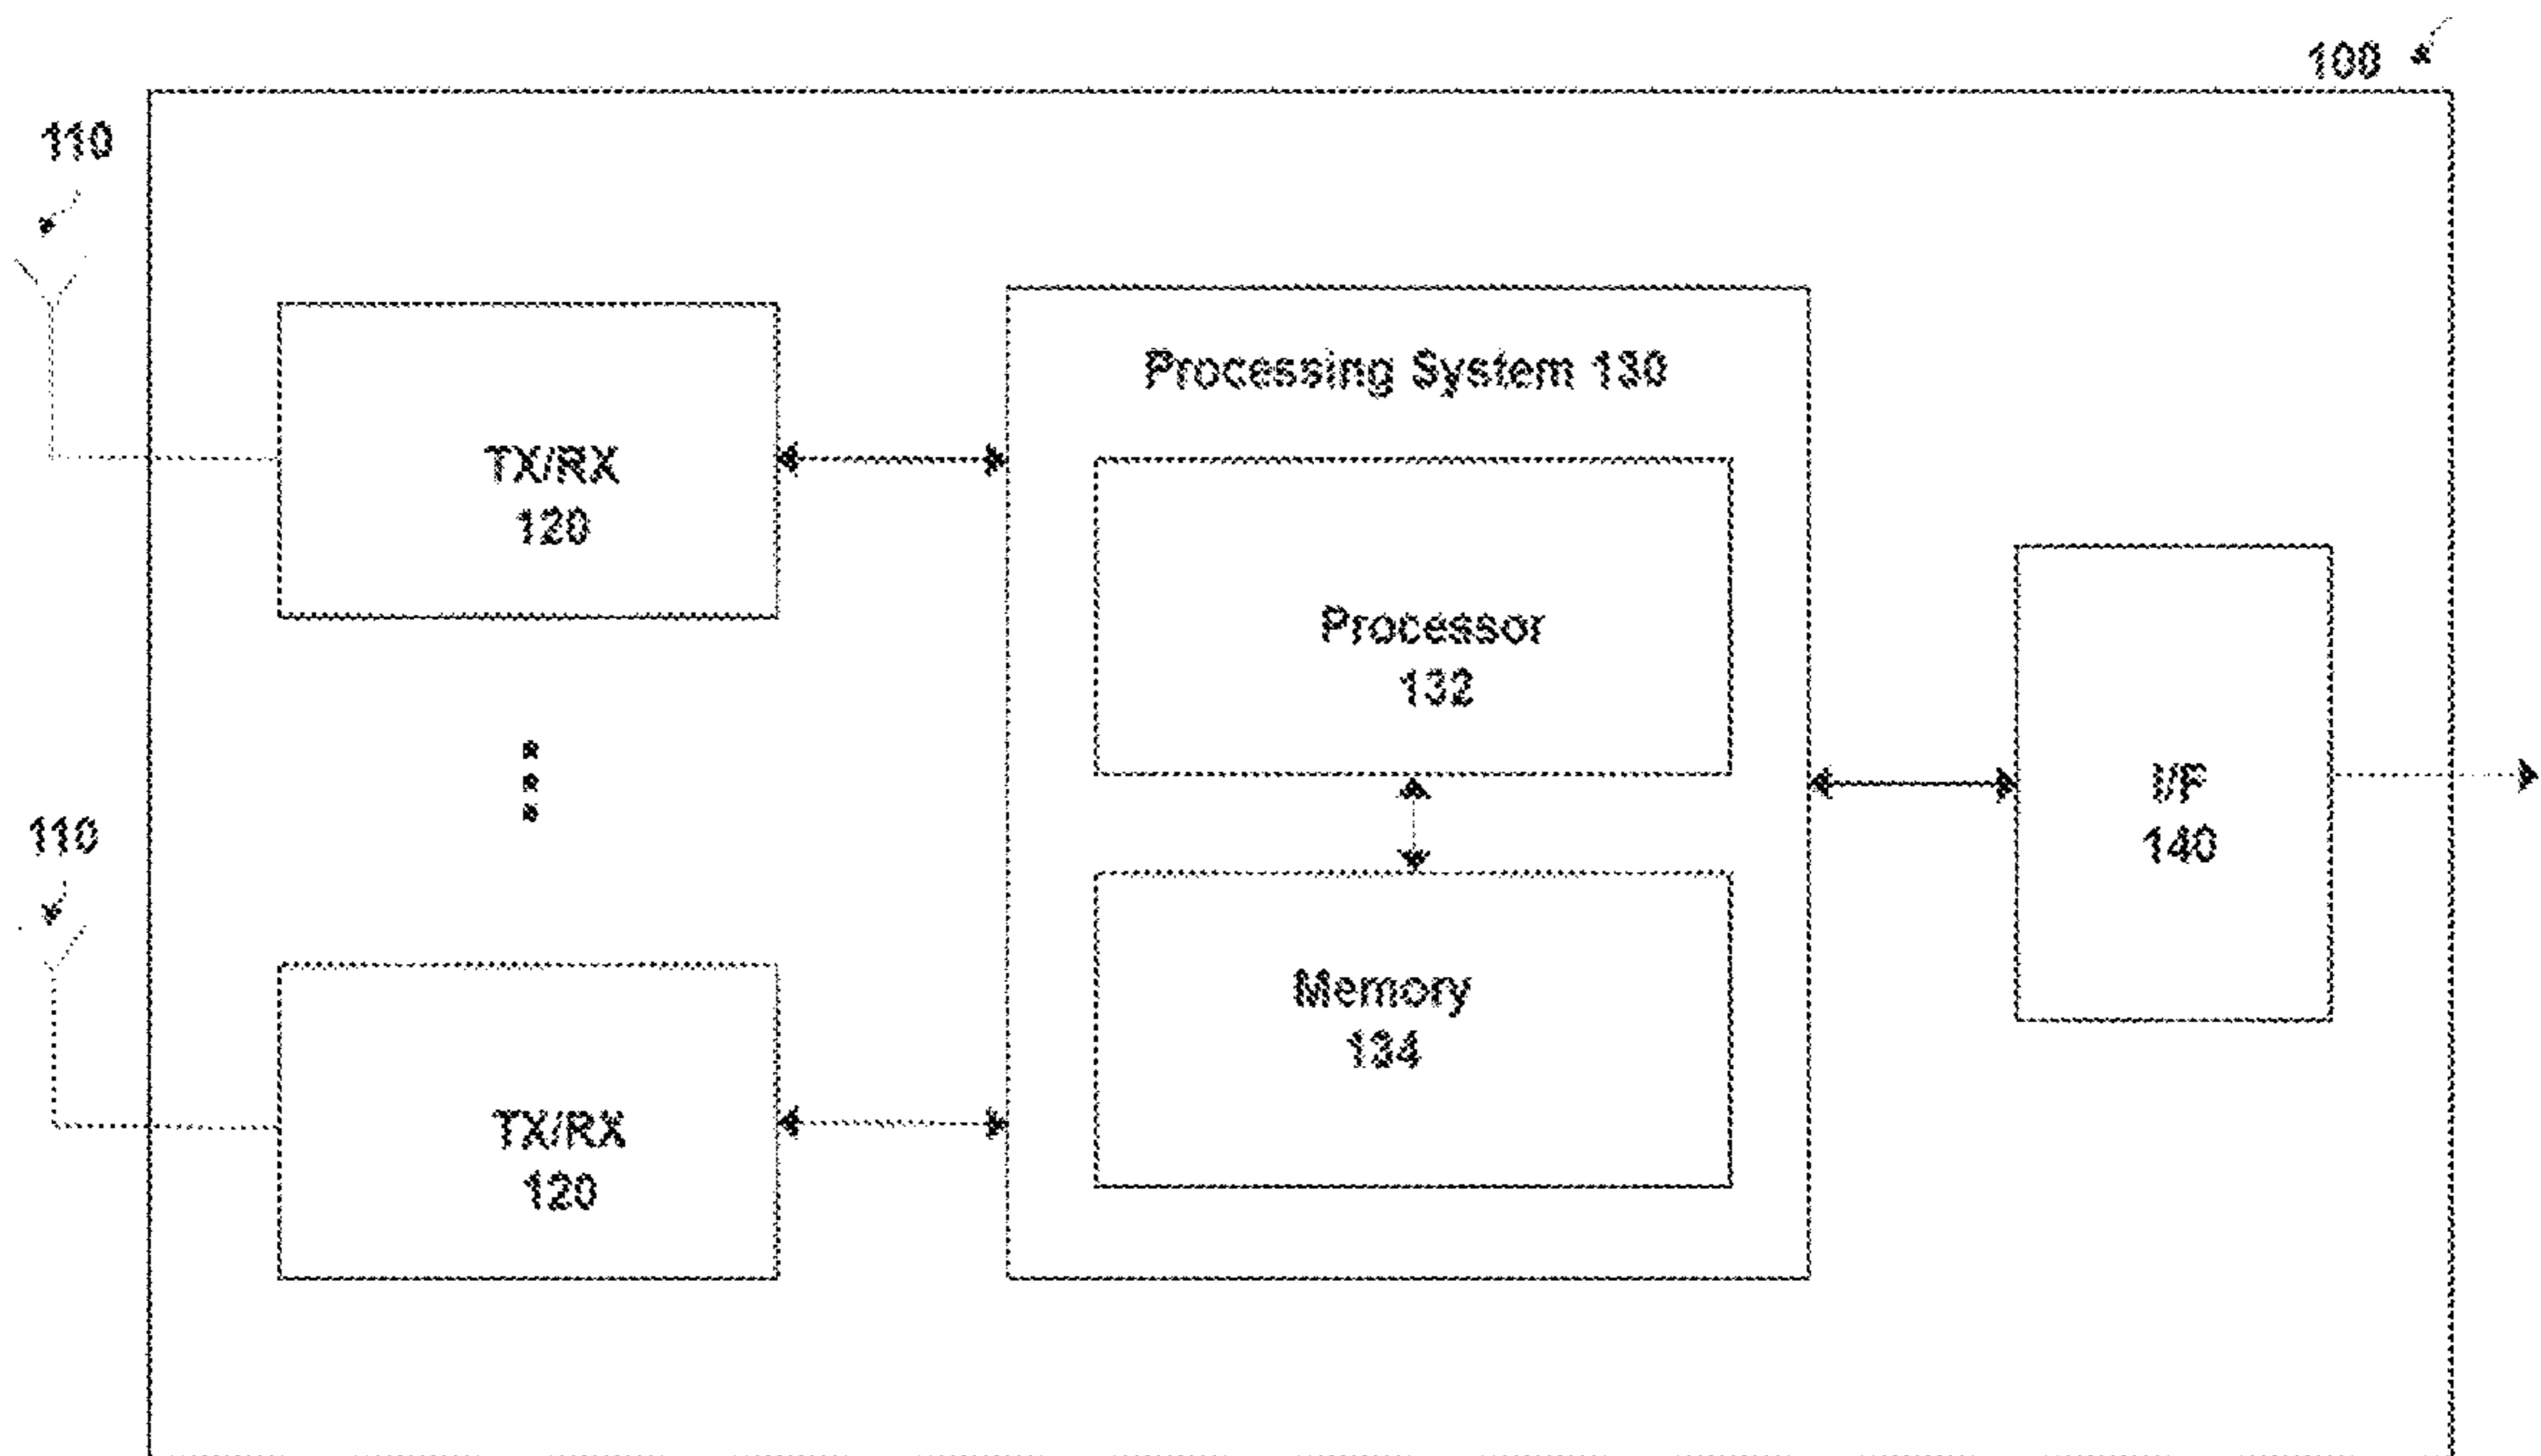 100
110
Processing System 130
TX/RX
120
Processor
132
I/F
140
110
Memory
134
TX/RX
120